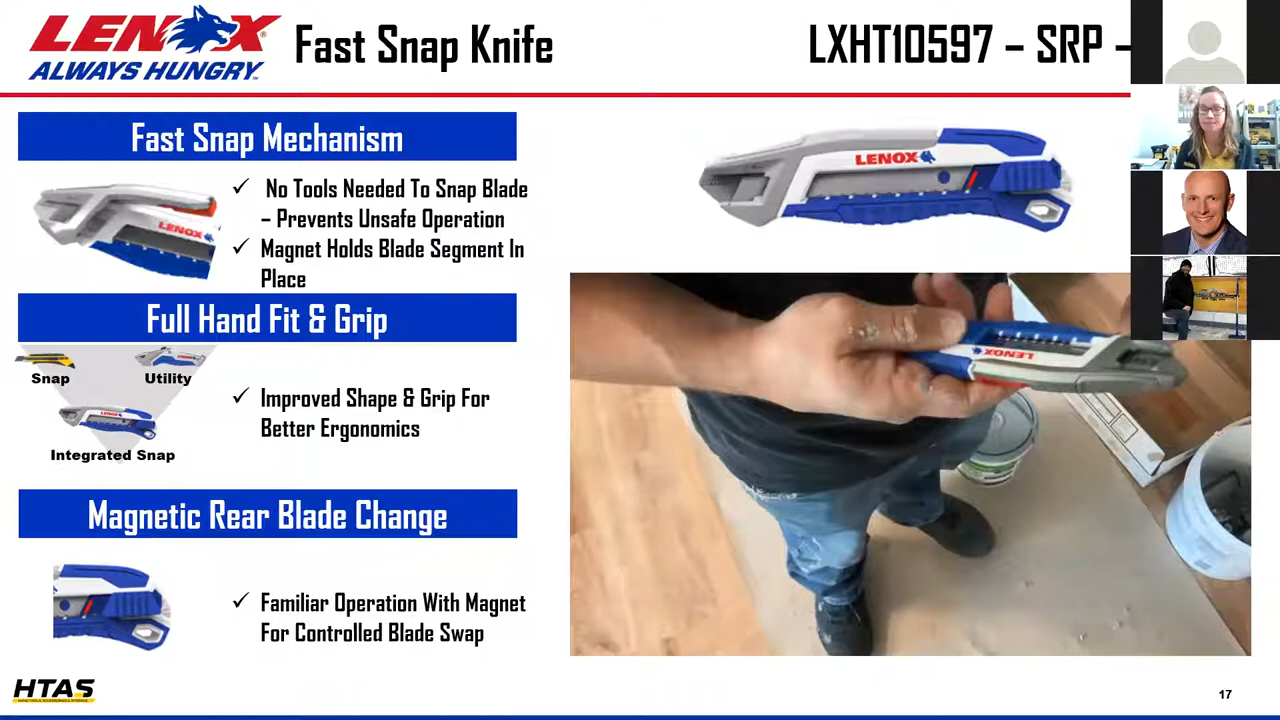 LENOX
ALWAYS HUNGRY
Fast Snap Knife
LXHT10597 – SRP –
Fast Snap Mechanism
✓ No Tools Needed To Snap Blade
– Prevents Unsafe Operation
✓ Magnet Holds Blade Segment In
Place
LENOX
LENOX
Full Hand Fit & Grip
Snap
Utility
Integrated Snap
LENOX
✓ Improved Shape & Grip For
Better Ergonomics
LENOX
Magnetic Rear Blade Change
✓ Familiar Operation With Magnet
For Controlled Blade Swap
HTAS
17